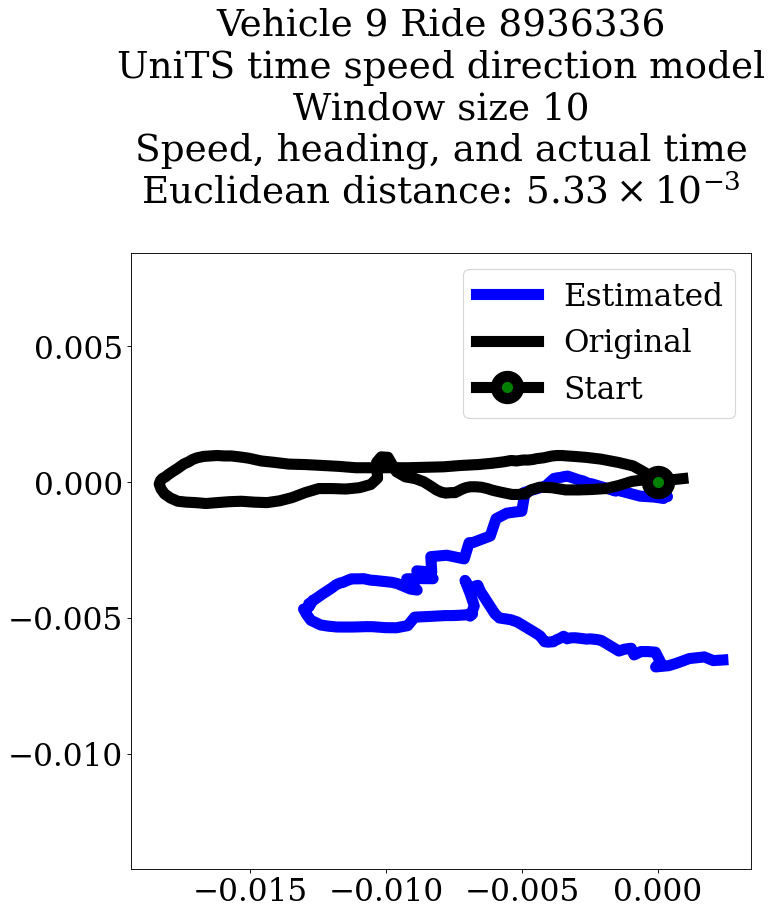 Vehicle 9 Ride 8936336
UniTS time speed direction model
Window size 10
Speed, heading, and actual time
Euclidean distance: 5.33 × 10⁻³
Estimated
Original
Start
0.005
0.000
−0.005
−0.010
−0.015 −0.010 −0.005 0.000